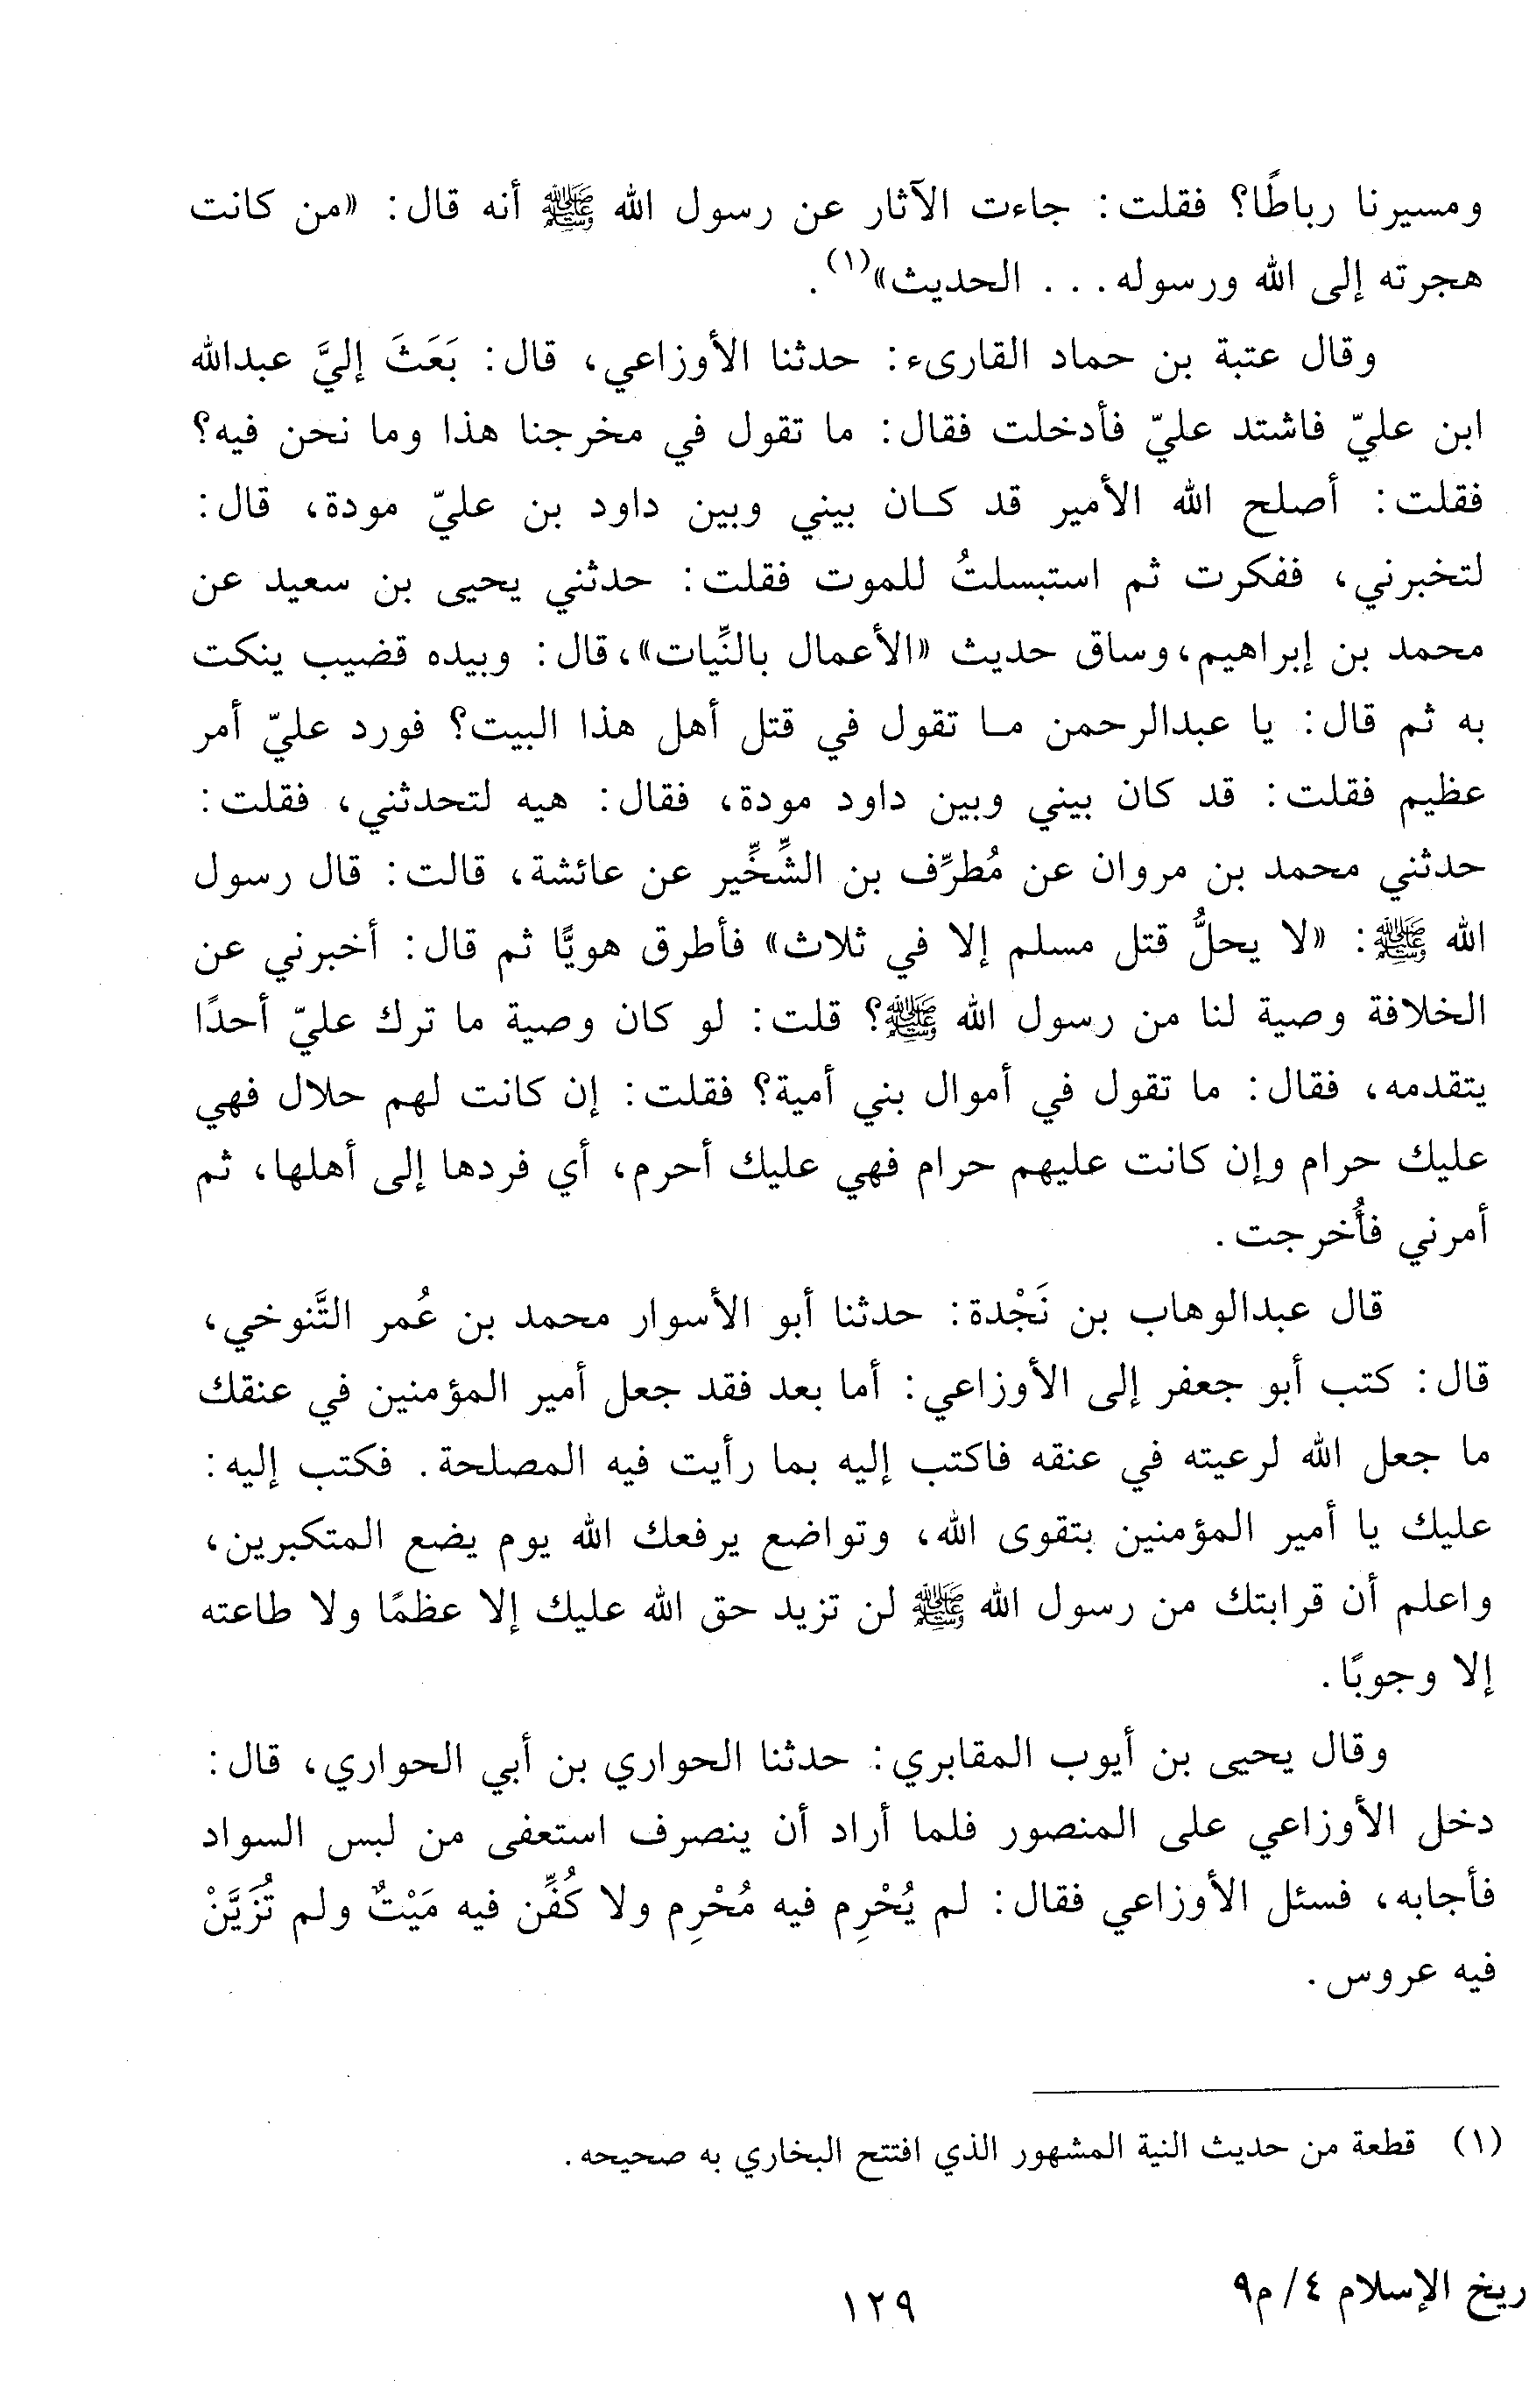 ومسيرنا رباطًا؟ فقلت: جاءت الآثار عن رسول الله ﷺ أنه قال: «من كانت
هجرته إلى الله ورسوله... الحديث»(١).
وقال عتبة بن حماد القارىء: حدثنا الأوزاعي، قال: بَعَثَ إليَّ عبدالله
ابن عليّ فاشتد عليّ فأدخلت فقال: ما تقول في مخرجنا هذا وما نحن فيه؟
فقلت: أصلح الله الأمير قد كان بيني وبين داود بن عليّ مودة، قال:
لتخبرني، ففكرت ثم استبسلتُ للموت فقلت: حدثني يحيى بن سعيد عن
محمد بن إبراهيم،وساق حديث «الأعمال بالنِّيات»،قال: وبيده قضيب ينكت
به ثم قال: يا عبدالرحمن ما تقول في قتل أهل هذا البيت؟ فورد عليّ أمر
عظيم فقلت: قد كان بيني وبين داود مودة، فقال: هيه لتحدثني، فقلت:
حدثني محمد بن مروان عن مُطرِّف بن الشِّخِّير عن عائشة، قالت: قال رسول
الله ﷺ: «لا يحلُّ قتل مسلم إلا في ثلاث» فأطرق هويًّا ثم قال: أخبرني عن
الخلافة وصية لنا من رسول الله ﷺ؟ قلت: لو كان وصية ما ترك عليّ أحدًا
يتقدمه، فقال: ما تقول في أموال بني أمية؟ فقلت: إن كانت لهم حلال فهي
عليك حرام وإن كانت عليهم حرام فهي عليك أحرم، أي فردها إلى أهلها، ثم
أمرني فأُخرجت.
قال عبدالوهاب بن نَجْدة: حدثنا أبو الأسوار محمد بن عُمر التَّنوخي،
قال: كتب أبو جعفر إلى الأوزاعي: أما بعد فقد جعل أمير المؤمنين في عنقك
ما جعل الله لرعيته في عنقه فاكتب إليه بما رأيت فيه المصلحة. فكتب إليه:
عليك يا أمير المؤمنين بتقوى الله، وتواضع يرفعك الله يوم يضع المتكبرين،
واعلم أن قرابتك من رسول الله ﷺ لن تزيد حق الله عليك إلا عظمًا ولا طاعته
إلا وجوبًا.
وقال يحيى بن أيوب المقابري: حدثنا الحواري بن أبي الحواري، قال:
دخل الأوزاعي على المنصور فلما أراد أن ينصرف استعفى من لبس السواد
فأجابه، فسئل الأوزاعي فقال: لم يُحْرِم فيه مُحْرِم ولا كُفِّن فيه مَيْتٌ ولم تُزَيَّنْ
فيه عروس.
(١) قطعة من حديث النية المشهور الذي افتتح البخاري به صحيحه.
ريخ الإسلام ٤/م٩
١٢٩